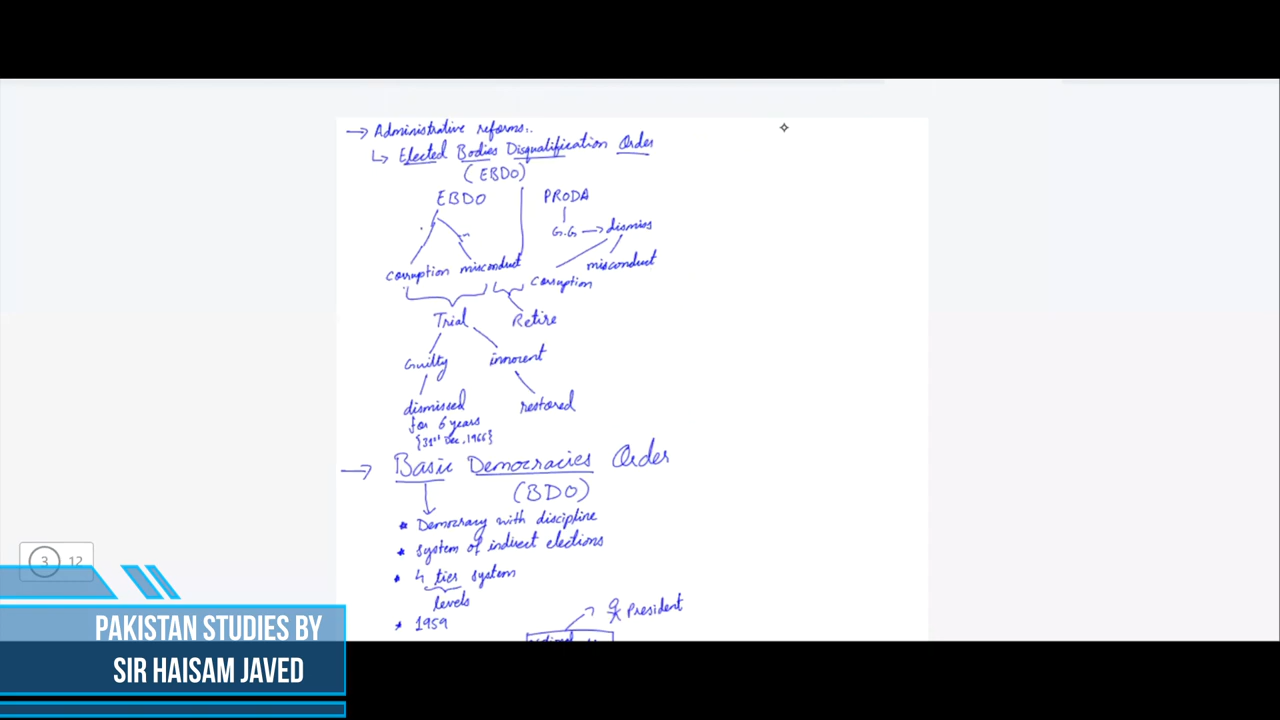 → Administrative reforms..
↳ Elected Bodies Disqualification Order
(EBDO)
EBDO
PRODA
G.G → dismiss
corruption misconduct
corruption
misconduct
Trial
Retire
Guilty
innocent
dismissed
for 6 years
{31st Dec, 1966}
restored
→ Basic Democracies Order
(BDO)
* Democracy with discipline
* system of indirect elections
* 4 tier system
levels
* 1959
President
3 12
PAKISTAN STUDIES BY
SIR HAISAM JAVED